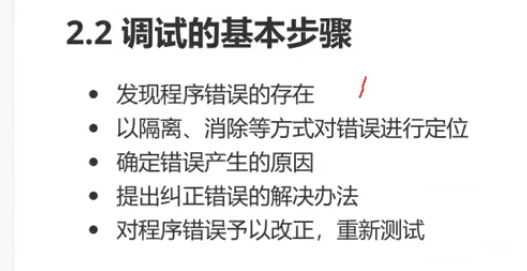 2.2 调试的基本步骤
• 发现程序错误的存在
• 以隔离、消除等方式对错误进行定位
• 确定错误产生的原因
• 提出纠正错误的解决办法
• 对程序错误予以改正，重新测试